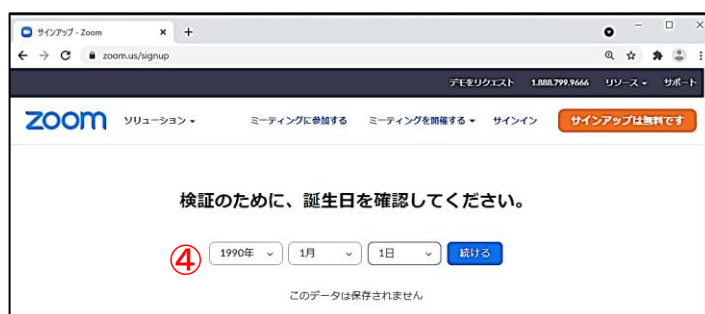 サインアップ - Zoom
zoom.us/signup
デモをリクエスト 1.888.799.9666 リソース サポート
zoom ソリューション ミーティングに参加する ミーティングを開催する サインイン サインアップは無料です
検証のために、誕生日を確認してください。
④ 1990年 1月 1日 続ける
このデータは保存されません